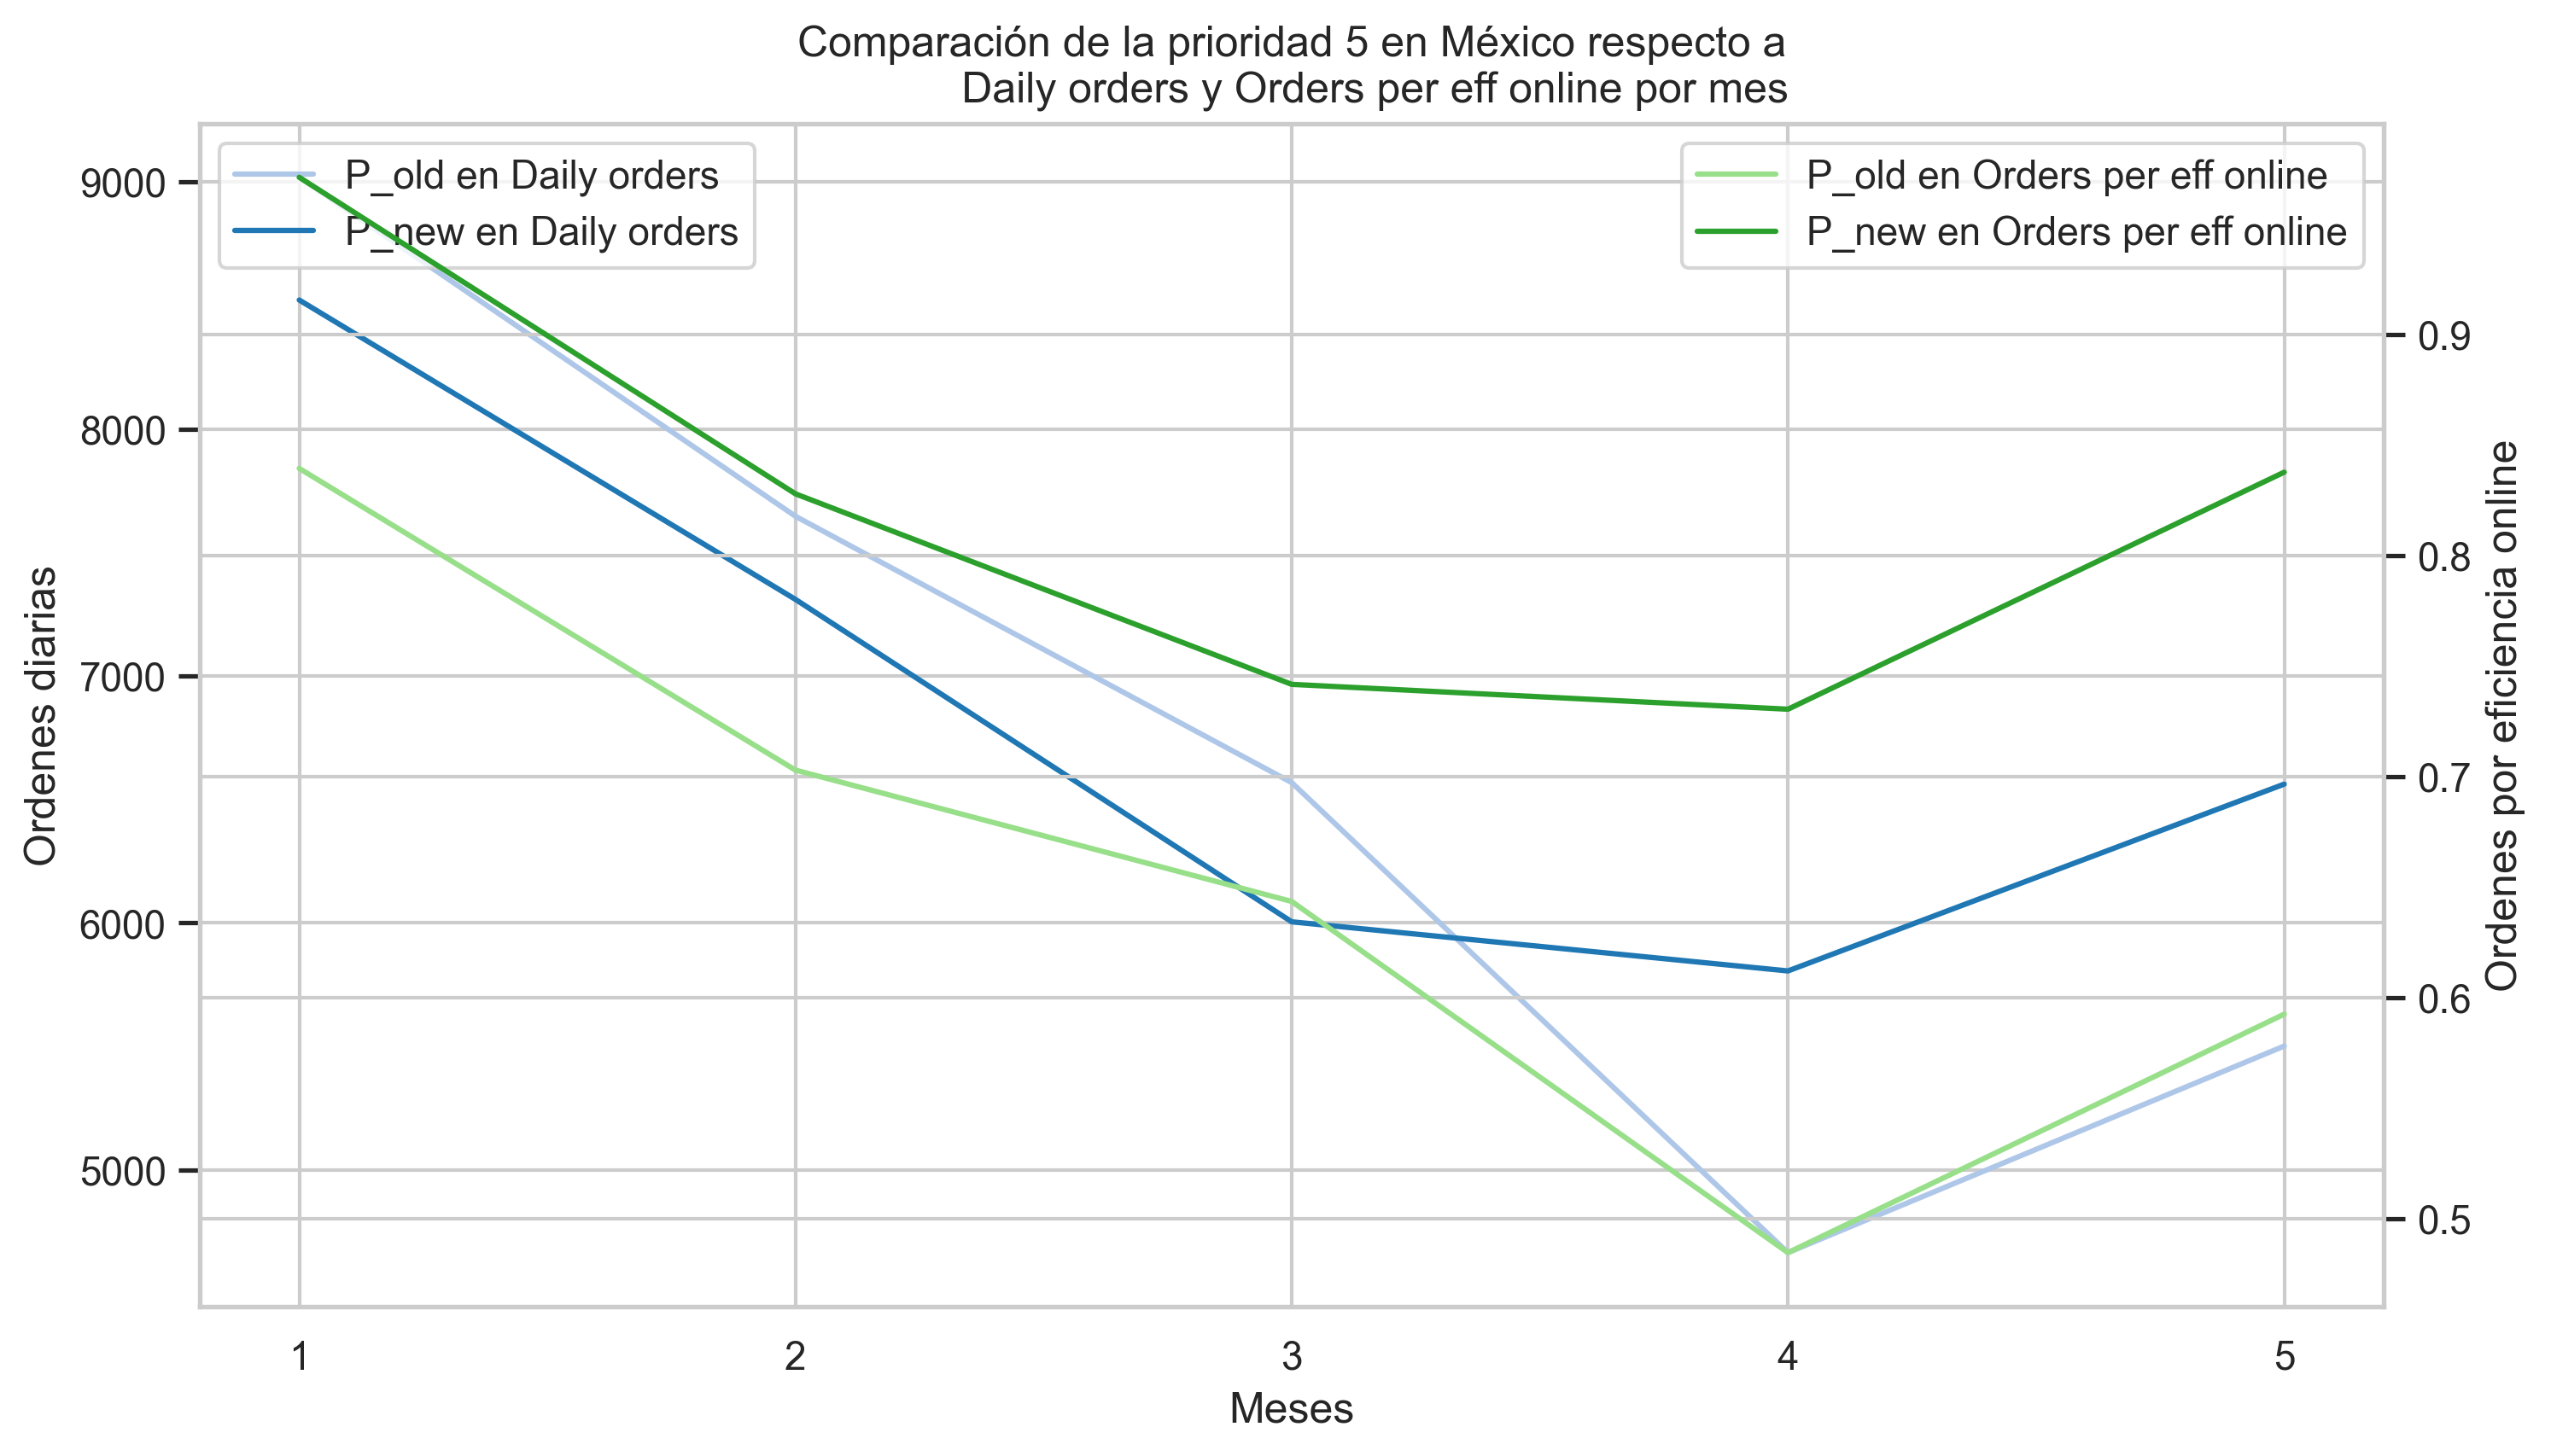 Comparación de la prioridad 5 en México respecto a
Daily orders y Orders per eff online por mes
P_old en Daily orders
P_new en Daily orders
P_old en Orders per eff online
P_new en Orders per eff online
9000
8000
7000
6000
5000
Ordenes diarias
0.9
0.8
0.7
0.6
0.5
Ordenes por eficiencia online
1 2 3 4 5
Meses